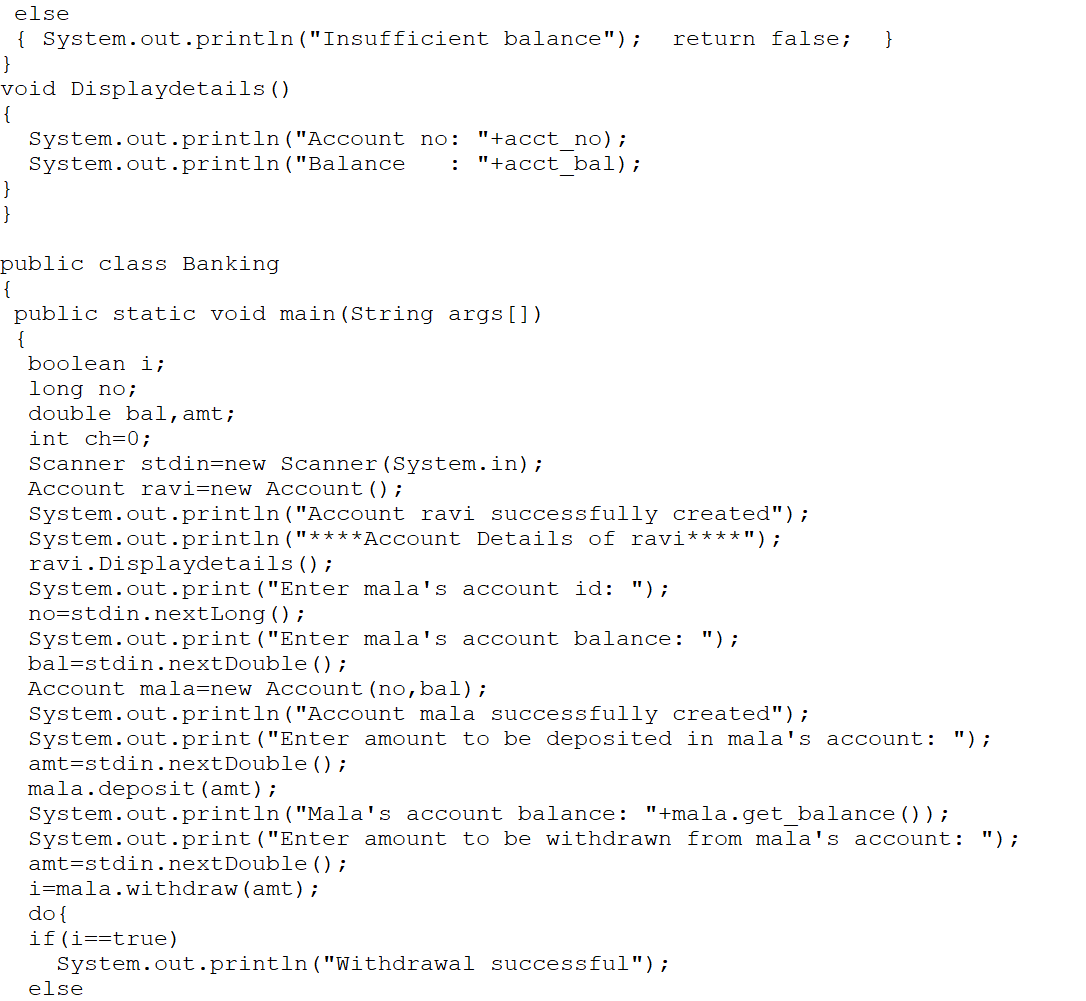 else
{ System.out.println("Insufficient balance");  return false;  }
}
void Displaydetails()
{
  System.out.println("Account no: "+acct_no);
  System.out.println("Balance   : "+acct_bal);
}
}

public class Banking
{
 public static void main(String args[])
 {
  boolean i;
  long no;
  double bal,amt;
  int ch=0;
  Scanner stdin=new Scanner(System.in);
  Account ravi=new Account();
  System.out.println("Account ravi successfully created");
  System.out.println("****Account Details of ravi****");
  ravi.Displaydetails();
  System.out.print("Enter mala's account id: ");
  no=stdin.nextLong();
  System.out.print("Enter mala's account balance: ");
  bal=stdin.nextDouble();
  Account mala=new Account(no,bal);
  System.out.println("Account mala successfully created");
  System.out.print("Enter amount to be deposited in mala's account: ");
  amt=stdin.nextDouble();
  mala.deposit(amt);
  System.out.println("Mala's account balance: "+mala.get_balance());
  System.out.print("Enter amount to be withdrawn from mala's account: ");
  amt=stdin.nextDouble();
  i=mala.withdraw(amt);
  do{
  if(i==true)
    System.out.println("Withdrawal successful");
  else